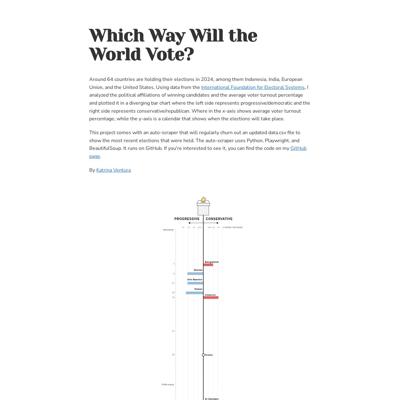 Which Way Will the
World Vote?
Around 64 countries are holding their elections in 2024, among them Indonesia, India, European
Union, and the United States. Using data from the International Foundation for Electoral Systems, I
analyzed the political affiliations of winning candidates and the average voter turnout percentage
and plotted it in a diverging bar chart where the left side represents progressive/democratic and the
right side represents conservative/republican. Where in the x-axis shows average voter turnout
percentage, while the y-axis is a calendar that shows when the elections will take place.
This project comes with an auto-scraper that will regularly churn out an updated data.csv file to
show the most recent elections that were held. The auto-scraper uses Python, Playwright, and
BeautifulSoup. It runs on GitHub. If you're interested to see it, you can find the code on my GitHub
page.
By Katrina Ventura
PROGRESSIVE CONSERVATIVE